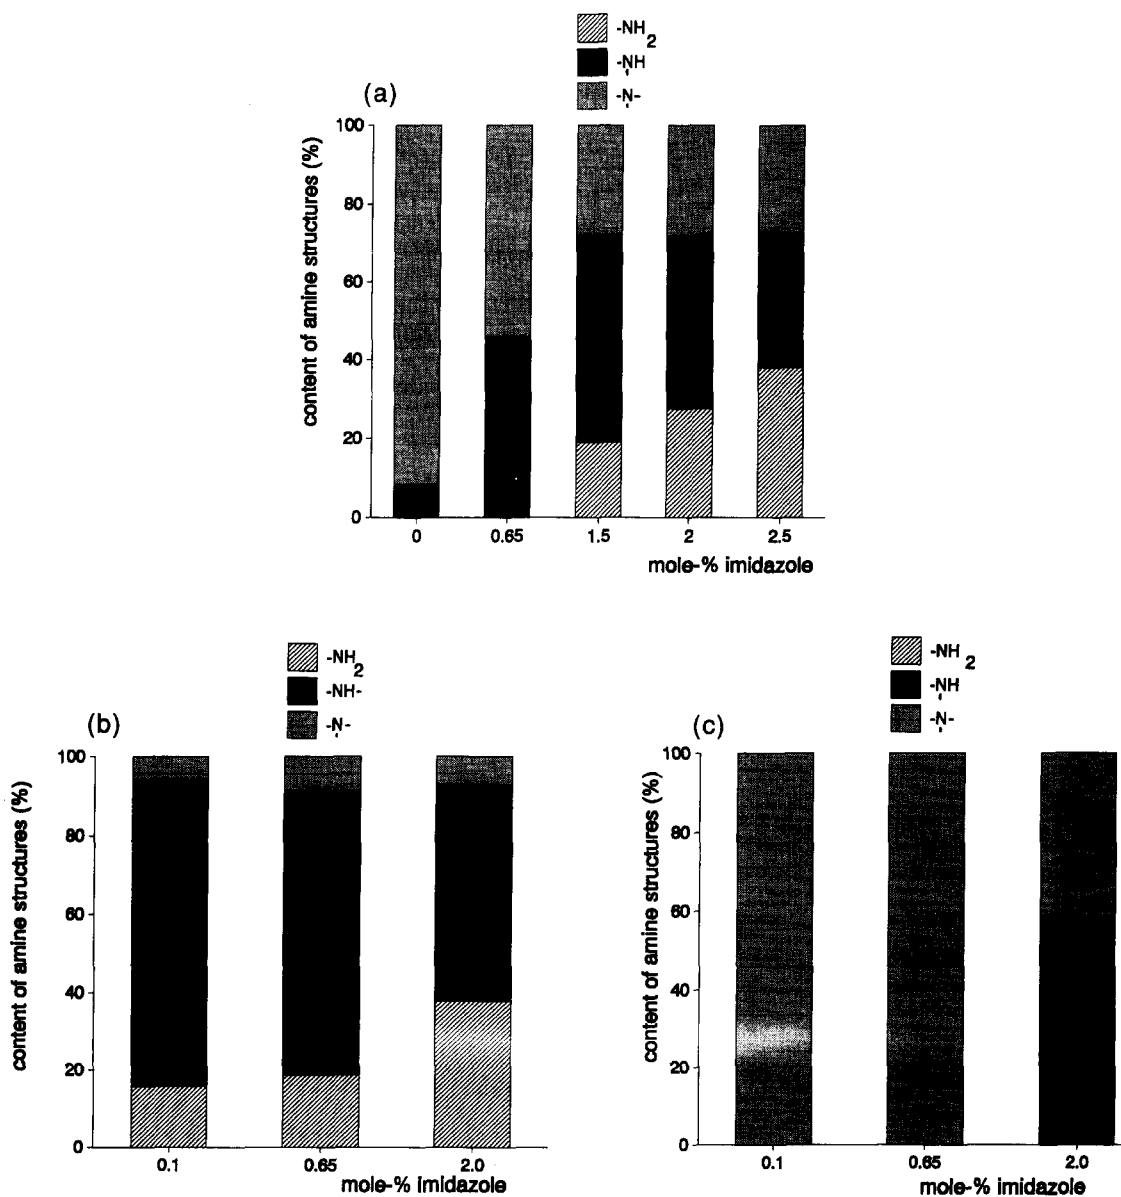 -NH2
-NH
-N-
(a)
content of amine structures (%)
100
80
60
40
20
0
0 0.65 1.5 2 2.5
mole-% imidazole
-NH2
-NH-
-N-
(b)
content of amine structures (%)
100
80
60
40
20
0
0.1 0.65 2.0
mole-% imidazole
-NH2
-NH
-N-
(c)
content of amine structures (%)
100
80
60
40
20
0
0.1 0.65 2.0
mole-% imidazole